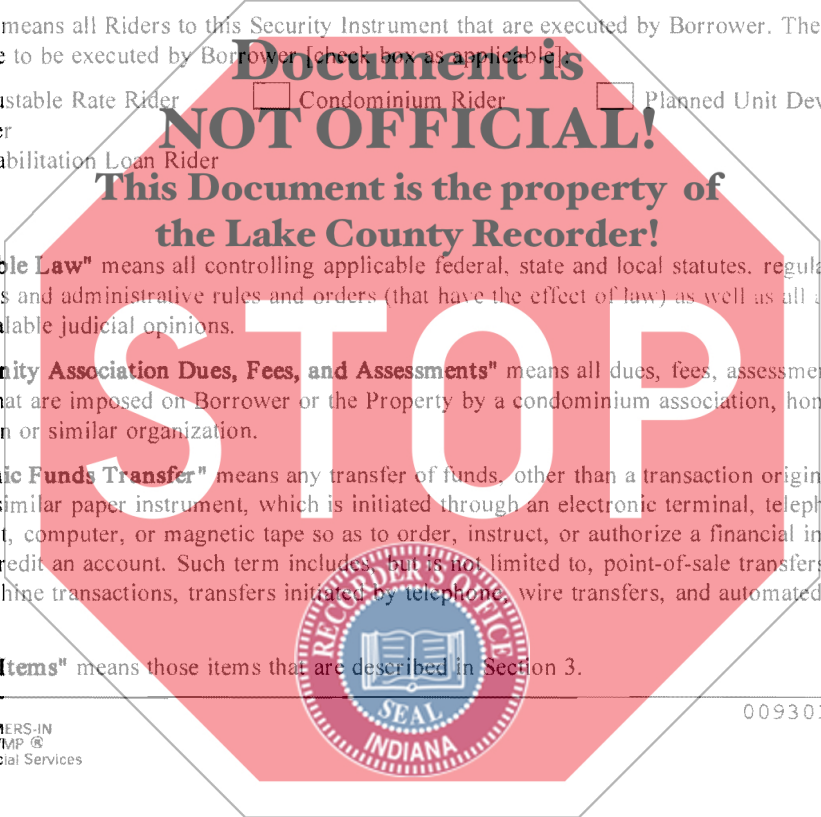 means all Riders to this Security Instrument that are executed by Borrower. The
e to be executed by Borrower [check box as applicable]:
Document is
ustable Rate Rider Condominium Rider Planned Unit Dev
er
NOT OFFICIAL!
abilitation Loan Rider
This Document is the property of
the Lake County Recorder!
ble Law" means all controlling applicable federal, state and local statutes. regula
s and administrative rules and orders (that have the effect of law) as well as all
lable judicial opinions.
STOP
nity Association Dues, Fees, and Assessments" means all dues, fees, assessme
hat are imposed on Borrower or the Property by a condominium association, hom
n or similar organization.
ic Funds Transfer" means any transfer of funds. other than a transaction origin
similar paper instrument, which is initiated through an electronic terminal, teleph
t, computer, or magnetic tape so as to order, instruct, or authorize a financial in
redit an account. Such term includes, but is not limited to, point-of-sale transfers
hine transactions, transfers initiated by telephone, wire transfers, and automated
RECORDER'S OFFICE
Items" means those items that are described in Section 3.
SEAL
INDIANA
00930
MERS-IN
MP ®
cial Services